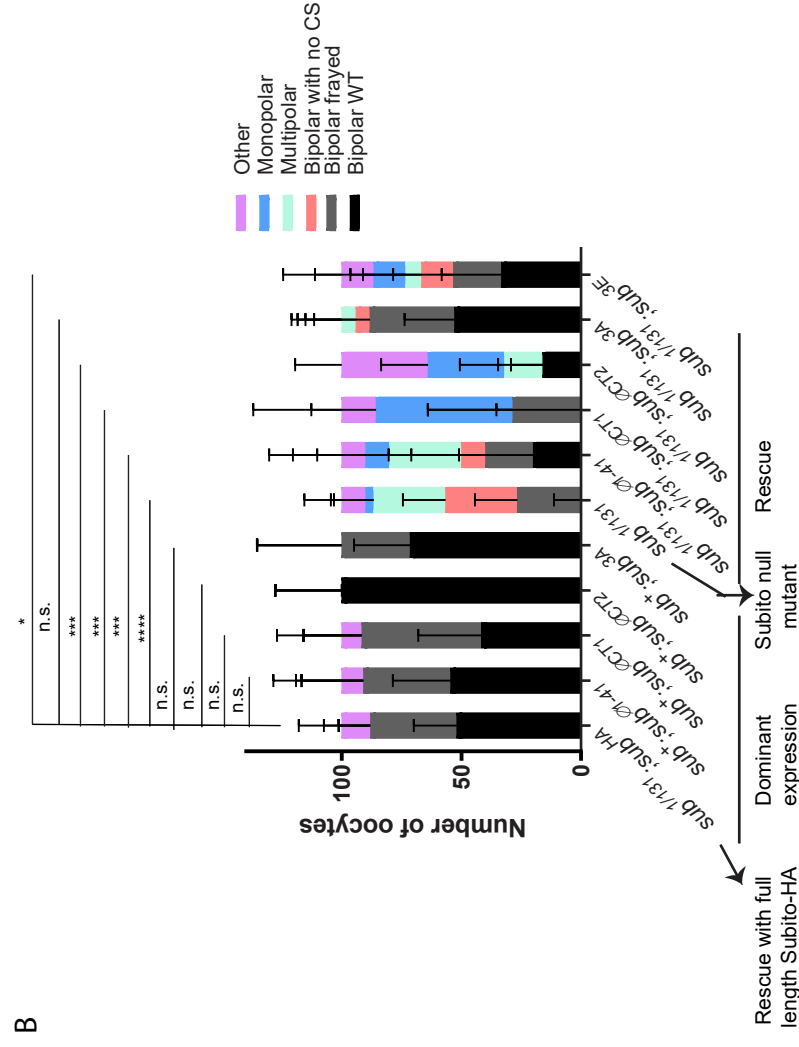 B
*
n.s.
***
***
***
****
n.s.
n.s.
n.s.
n.s.
Other
Monopolar
Multipolar
Bipolar with no CS
Bipolar frayed
Bipolar WT
Number of oocytes
100
50
0
sub1/131;subHA
sub+;sub∅1-41
sub+;sub∅CT1
sub+;sub∅CT2
sub+;sub3A
sub1/131
sub1/131;sub∅1-41
sub1/131;sub∅CT1
sub1/131;sub∅CT2
sub1/131;sub3A
sub1/131;sub3E
Rescue with full
length Subito-HA
Dominant
expression
Subito null
mutant
Rescue